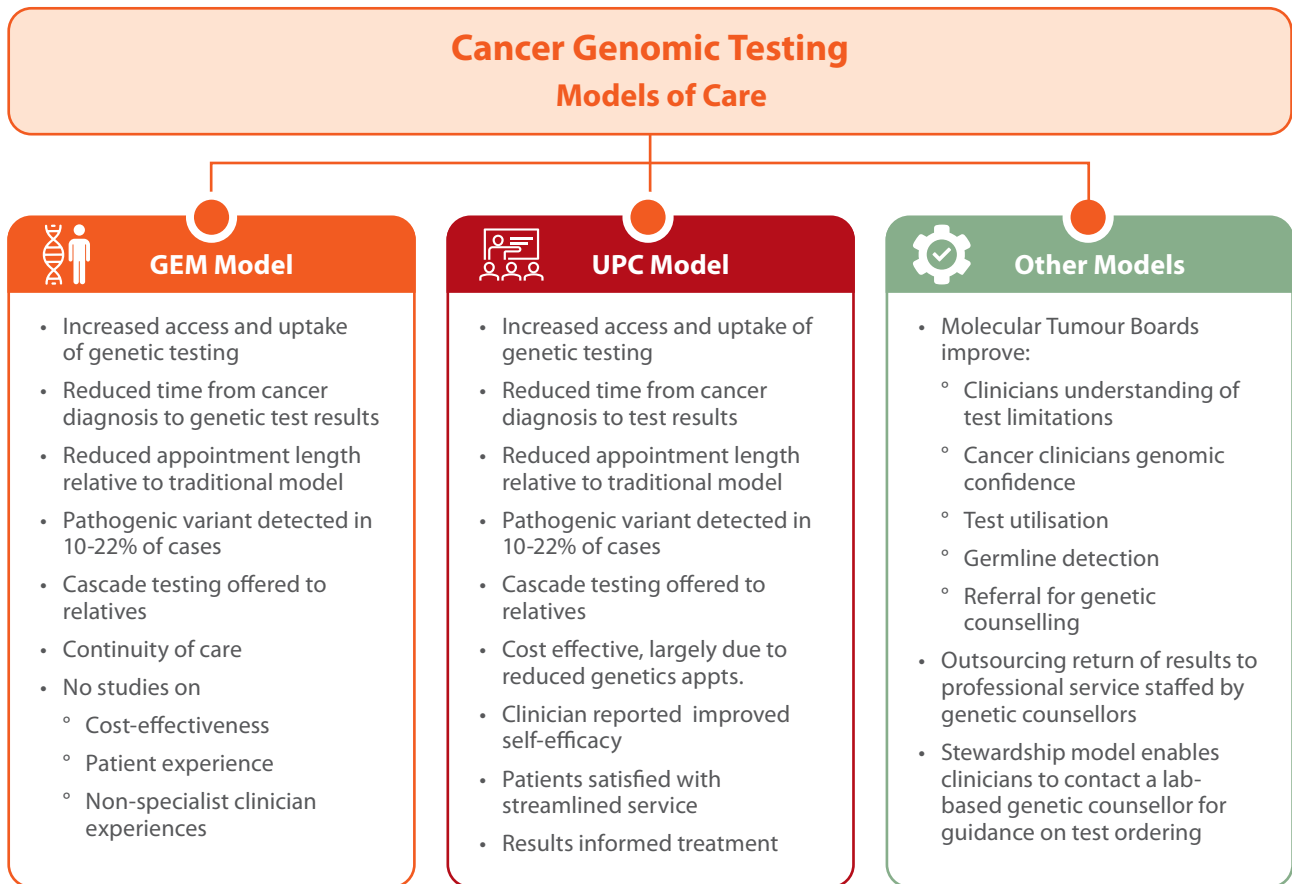 Cancer Genomic Testing
Models of Care
GEM Model
• Increased access and uptake
of genetic testing
• Reduced time from cancer
diagnosis to genetic test results
• Reduced appointment length
relative to traditional model
• Pathogenic variant detected in
10-22% of cases
• Cascade testing offered to
relatives
• Continuity of care
• No studies on
° Cost-effectiveness
° Patient experience
° Non-specialist clinician
experiences
UPC Model
• Increased access and uptake of
genetic testing
• Reduced time from cancer
diagnosis to test results
• Reduced appointment length
relative to traditional model
• Pathogenic variant detected in
10-22% of cases
• Cascade testing offered to
relatives
• Cost effective, largely due to
reduced genetics appts.
• Clinician reported improved
self-efficacy
• Patients satisfied with
streamlined service
• Results informed treatment
Other Models
• Molecular Tumour Boards
improve:
° Clinicians understanding of
test limitations
° Cancer clinicians genomic
confidence
° Test utilisation
° Germline detection
° Referral for genetic
counselling
• Outsourcing return of results to
professional service staffed by
genetic counsellors
• Stewardship model enables
clinicians to contact a lab-
based genetic counsellor for
guidance on test ordering